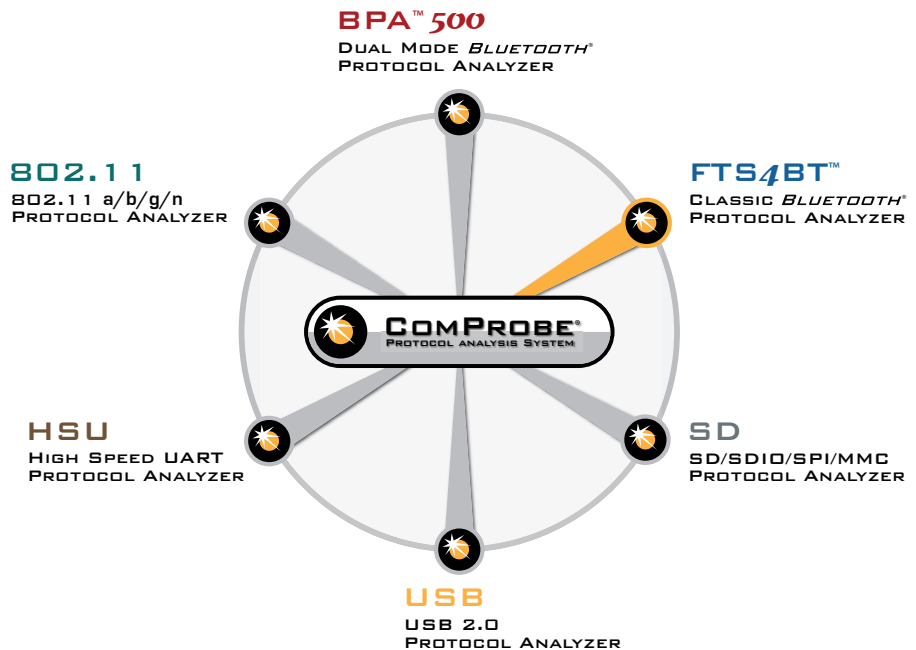 BPA™ 500
Dual Mode Bluetooth®
Protocol Analyzer
802.11
802.11 a/b/g/n
Protocol Analyzer
FTS4BT™
Classic Bluetooth®
Protocol Analyzer
ComProbe®
Protocol Analysis System
HSU
High Speed UART
Protocol Analyzer
SD
SD/SDIO/SPI/MMC
Protocol Analyzer
USB
USB 2.0
Protocol Analyzer